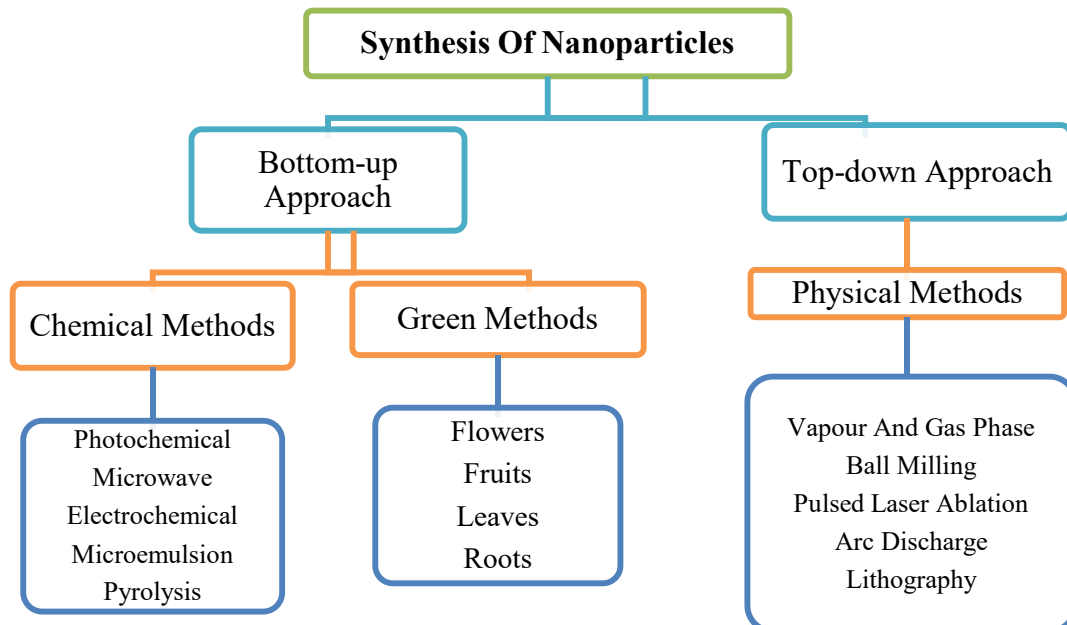 Synthesis Of Nanoparticles
Bottom-up
Approach
Top-down Approach
Chemical Methods
Green Methods
Physical Methods
Photochemical
Microwave
Electrochemical
Microemulsion
Pyrolysis
Flowers
Fruits
Leaves
Roots
Vapour And Gas Phase
Ball Milling
Pulsed Laser Ablation
Arc Discharge
Lithography